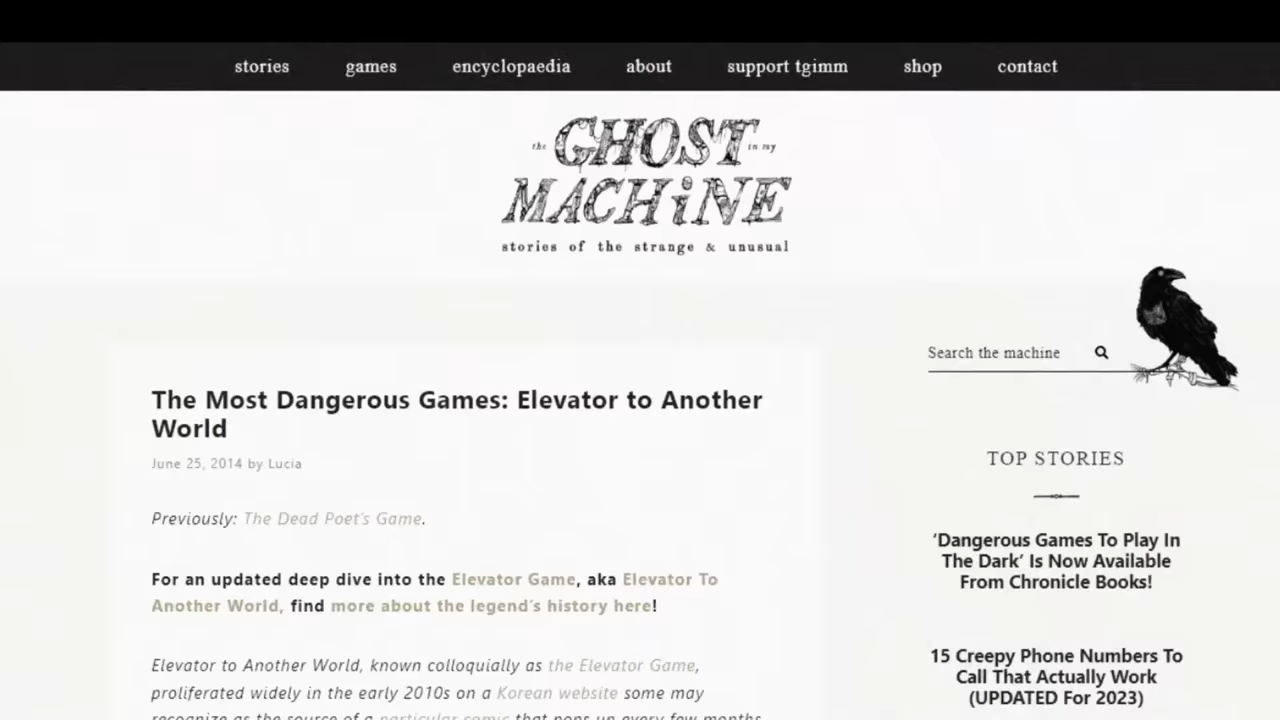 stories games encyclopaedia about support tgimm shop contact
the GHOST in my
MACHiNE
stories of the strange & unusual
Search the machine
The Most Dangerous Games: Elevator to Another
World
June 25, 2014 by Lucia
Previously: The Dead Poet's Game.
For an updated deep dive into the Elevator Game, aka Elevator To
Another World, find more about the legend's history here!
Elevator to Another World, known colloquially as the Elevator Game,
proliferated widely in the early 2010s on a Korean website some may
recognize as the source of a particular comic that pops up every few months
TOP STORIES
'Dangerous Games To Play In
The Dark' Is Now Available
From Chronicle Books!
15 Creepy Phone Numbers To
Call That Actually Work
(UPDATED For 2023)